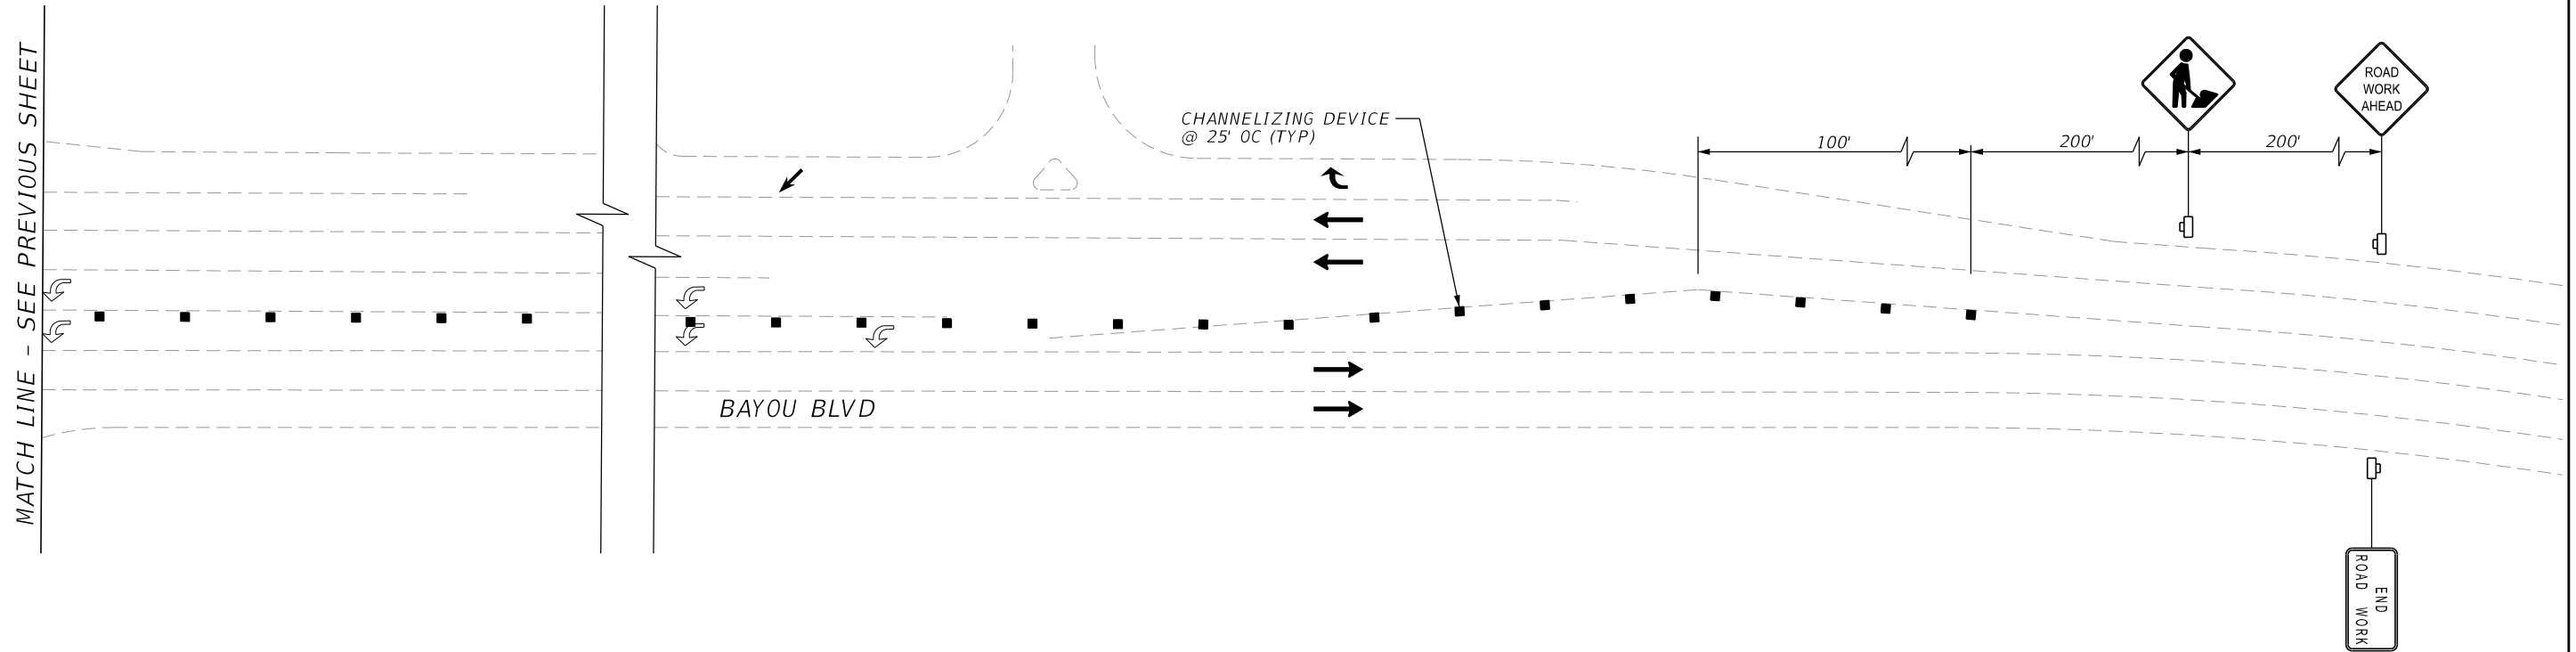 MATCH LINE - SEE PREVIOUS SHEET
CHANNELIZING DEVICE
@ 25' OC (TYP)
100'
200'
200'
ROAD
WORK
AHEAD
BAYOU BLVD
END
ROAD WORK